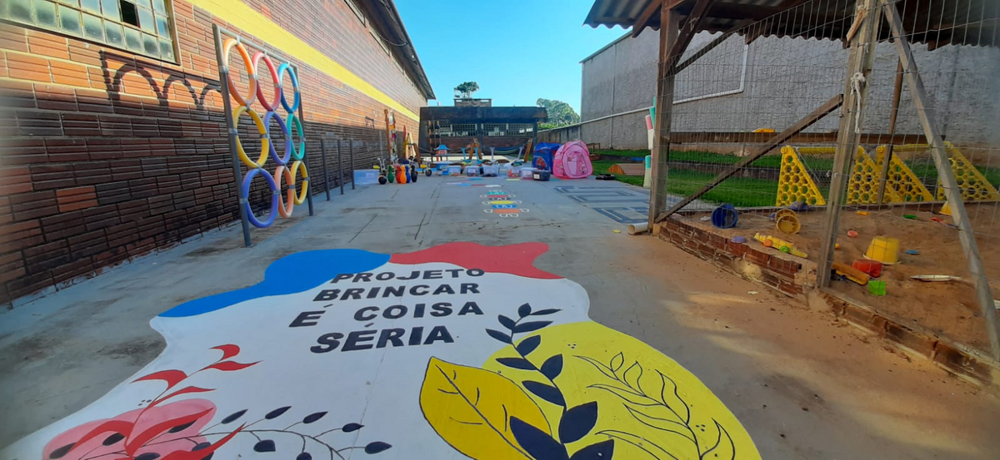 PROJETO
BRINCAR
É COISA
SÉRIA